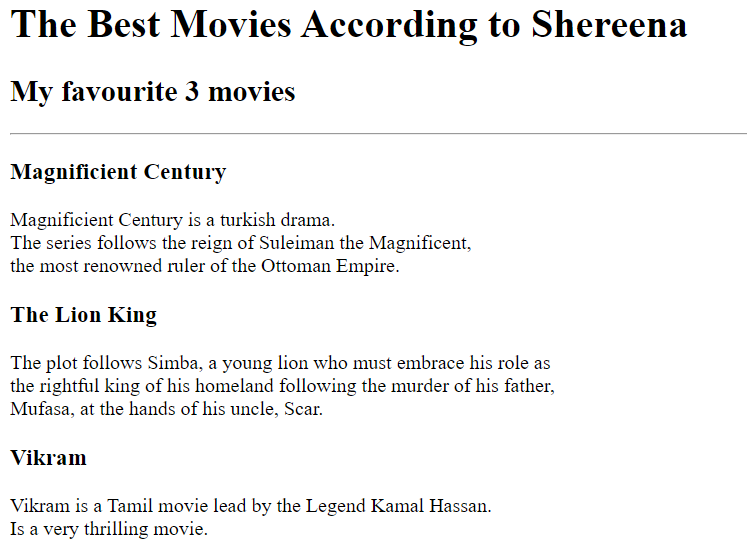 The Best Movies According to Shereena
My favourite 3 movies
Magnificient Century
Magnificient Century is a turkish drama.
The series follows the reign of Suleiman the Magnificent,
the most renowned ruler of the Ottoman Empire.
The Lion King
The plot follows Simba, a young lion who must embrace his role as
the rightful king of his homeland following the murder of his father,
Mufasa, at the hands of his uncle, Scar.
Vikram
Vikram is a Tamil movie lead by the Legend Kamal Hassan.
Is a very thrilling movie.